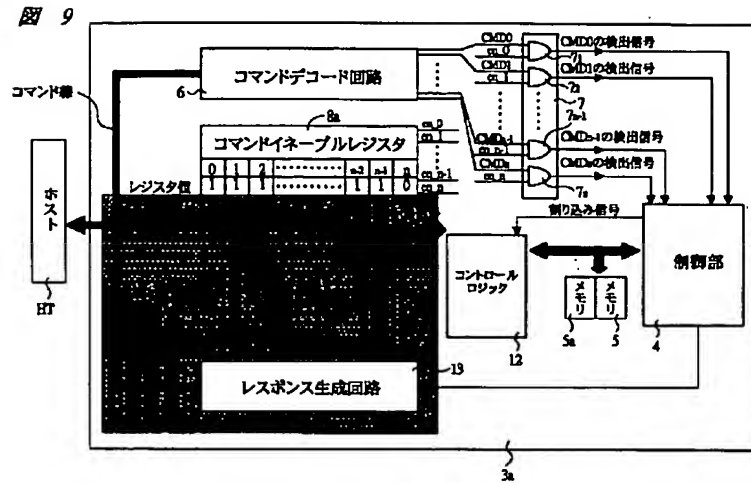 図 9
コマンドデコード回路
6
コマンド線
CMD0
en_0
7₁
CMD0の検出信号
7₂
CMD1の検出信号
7
7n-1
CMDn-1
en_n-1
CMDn-1の検出信号
CMDn
en_n
CMDnの検出信号
8a
コマンドイネーブルレジスタ
en_0
en_1
0 1 2 n-2 n-1 n
1 1 1 1 1 0
en_n-1
en_n
レジスタ値
ホスト
HT
割り込み信号
コントロールロジック
12
メモリ
メモリ
5a
5
制御部
4
レスポンス生成回路
13
3a